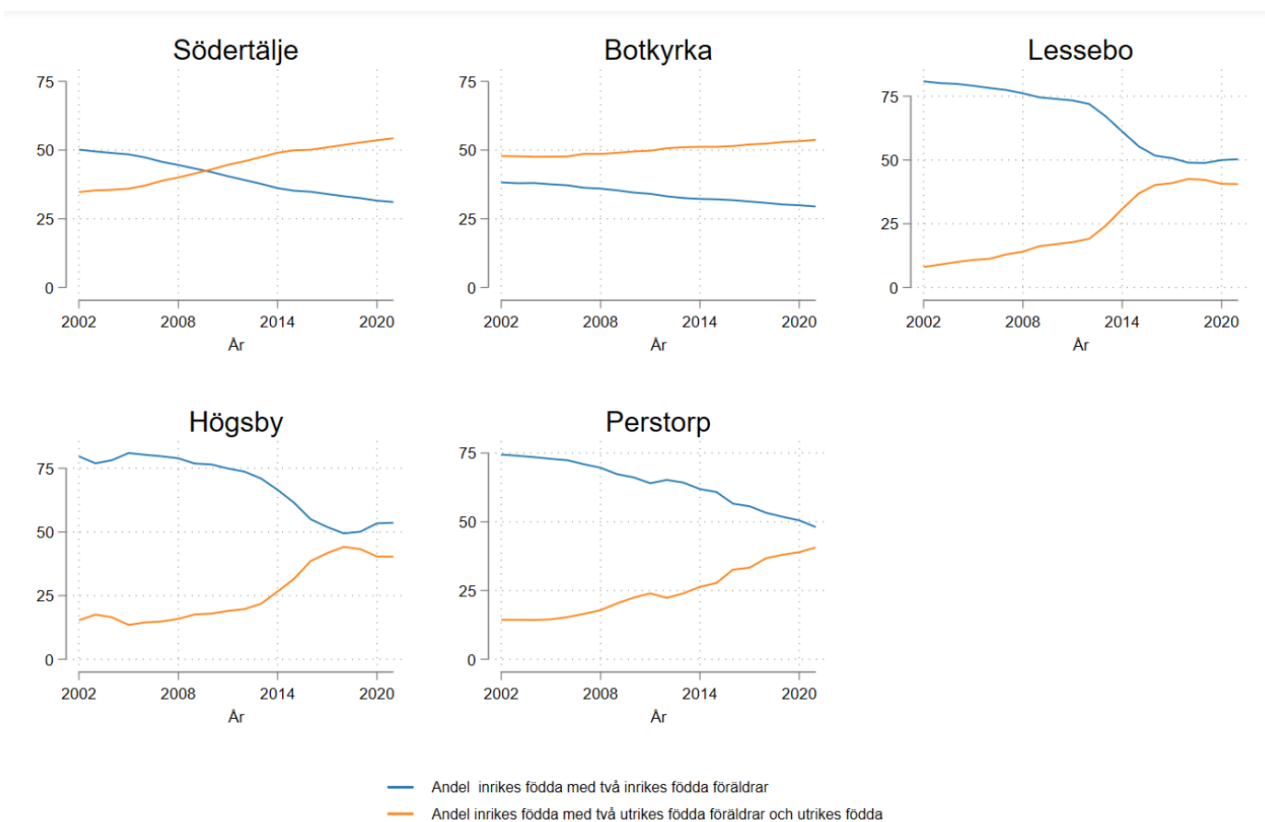 Södertälje
75
50
25
0
2002 2008 2014 2020
År
Botkyrka
75
50
25
0
2002 2008 2014 2020
År
Lessebo
75
50
25
0
2002 2008 2014 2020
År
Högsby
75
50
25
0
2002 2008 2014 2020
År
Perstorp
75
50
25
0
2002 2008 2014 2020
År
Andel inrikes födda med två inrikes födda föräldrar
Andel inrikes födda med två utrikes födda föräldrar och utrikes födda